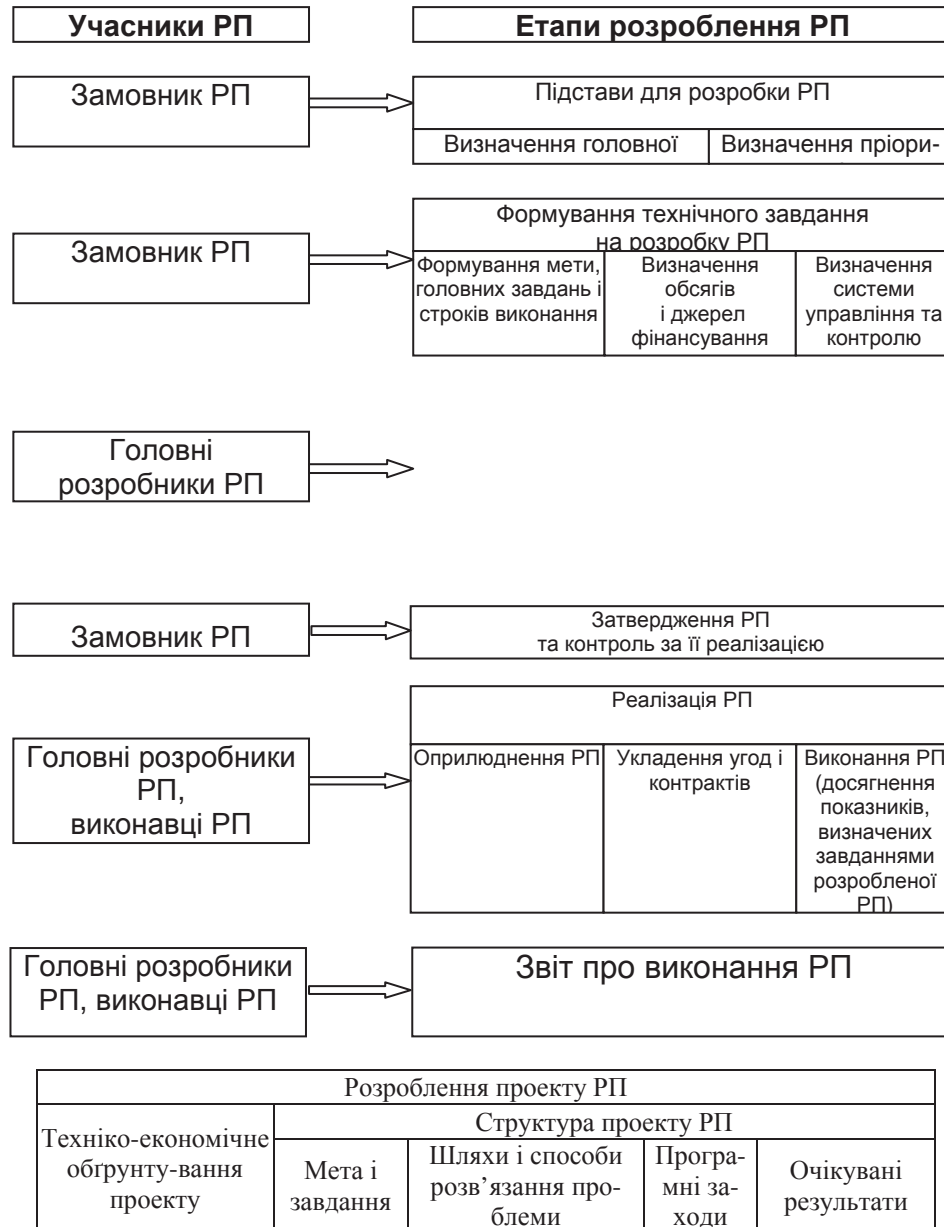 Учасники РП
Етапи розроблення РП
Замовник РП
Підстави для розробки РП
Визначення головної
Визначення пріори-
Замовник РП
Формування технічного завдання
на розробку РП
Формування мети,
головних завдань і
строків виконання
Визначення
обсягів
і джерел
фінансування
Визначення
системи
управління та
контролю
Головні
розробники РП
Замовник РП
Затвердження РП
та контроль за її реалізацією
Головні розробники
РП,
виконавці РП
Реалізація РП
Оприлюднення РП
Укладення угод і
контрактів
Виконання РП
(досягнення
показників,
визначених
завданнями
розробленої
РП)
Головні розробники
РП, виконавці РП
Звіт про виконання РП
Розроблення проекту РП
Техніко-економічне
обґрунту-вання
проекту
Структура проекту РП
Мета і
завдання
Шляхи і способи
розв'язання про-
блеми
Програ-
мні за-
ходи
Очікувані
результати